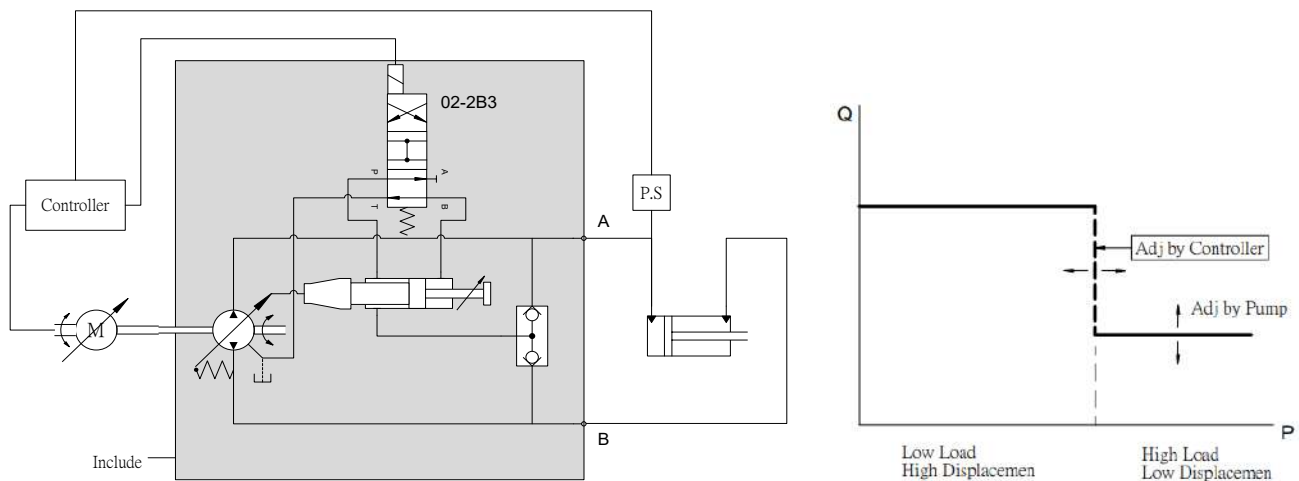 02-2B3
P
A
T
B
Controller
P.S
A
M
B
Include
Q
Adj by Controller
Adj by Pump
P
Low Load
High Displacemen
High Load
Low Displacemen